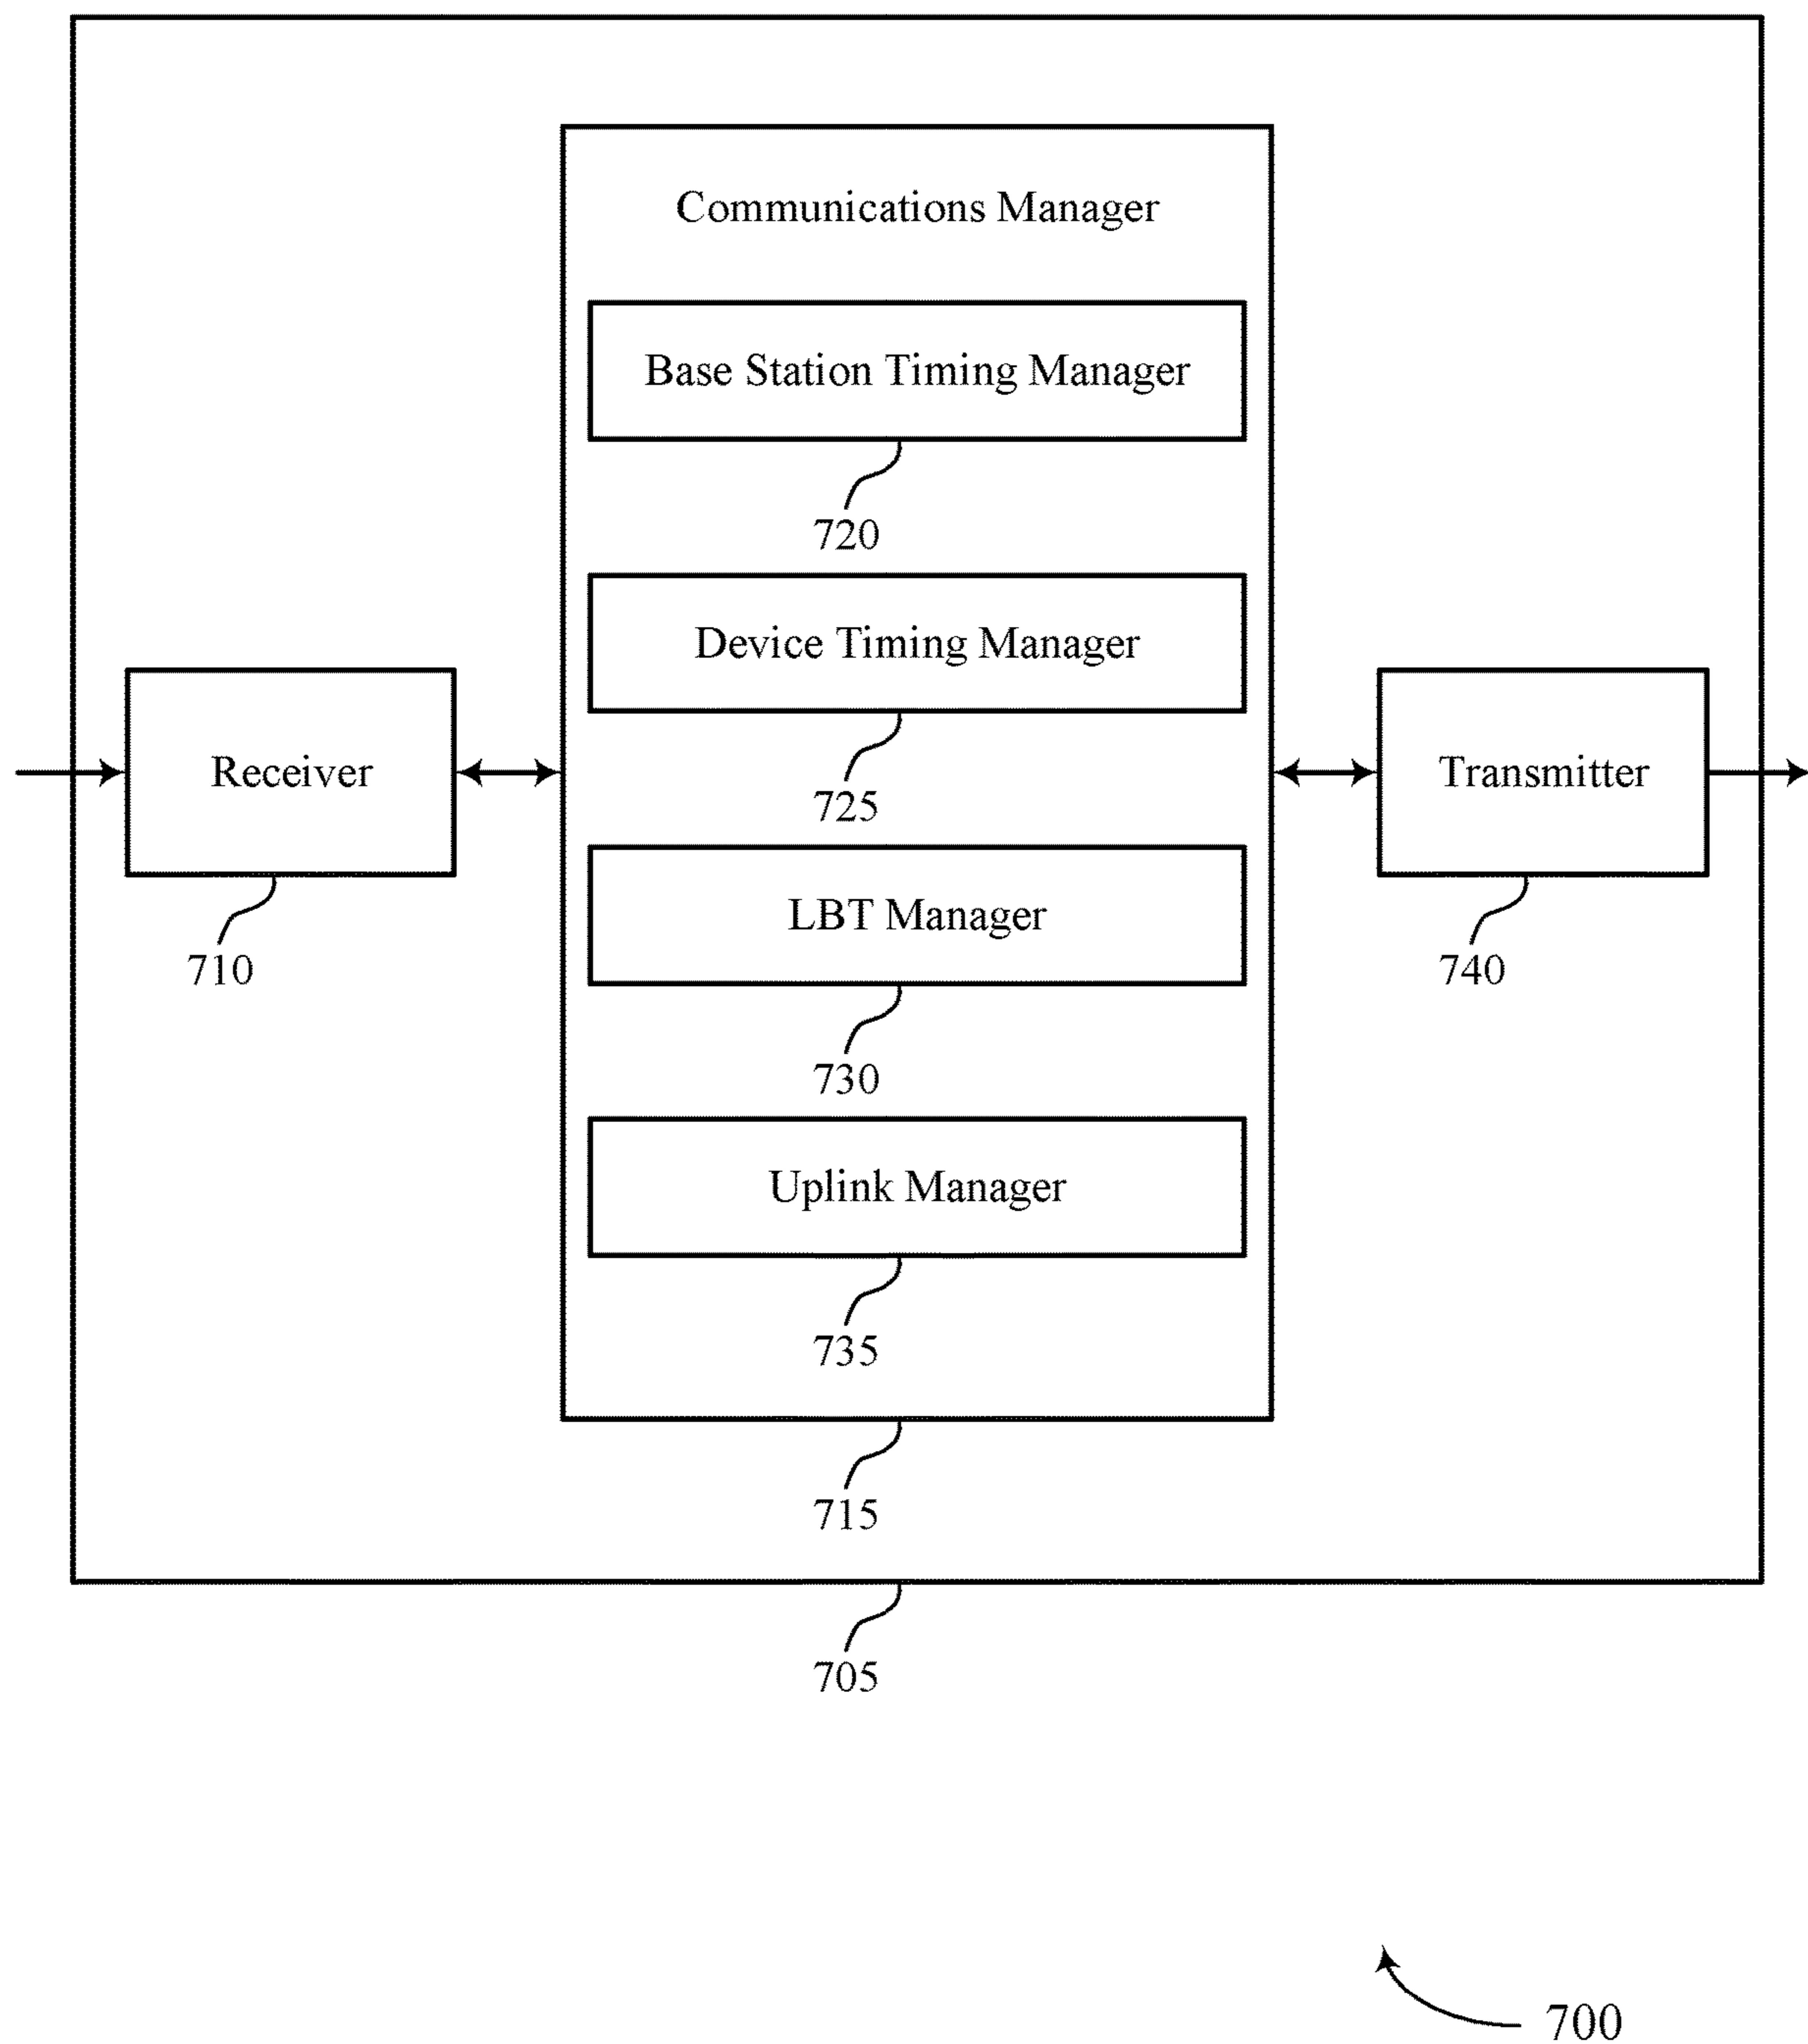 Communications Manager
Base Station Timing Manager
720
Device Timing Manager
725
Receiver
710
LBT Manager
730
Transmitter
740
Uplink Manager
735
715
705
700